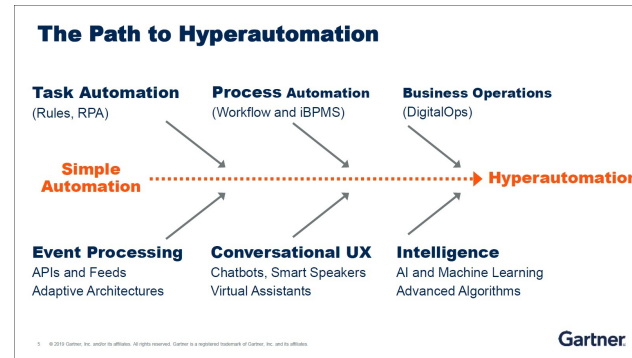 The Path to Hyperautomation
Task Automation
(Rules, RPA)
Process Automation
(Workflow and iBPMS)
Business Operations
(DigitalOps)
Simple
Automation
Hyperautomation
Event Processing
APIs and Feeds
Adaptive Architectures
Conversational UX
Chatbots, Smart Speakers
Virtual Assistants
Intelligence
AI and Machine Learning
Advanced Algorithms
5 © 2019 Gartner, Inc. and/or its affiliates. All rights reserved. Gartner is a registered trademark of Gartner, Inc. and its affiliates.
Gartner